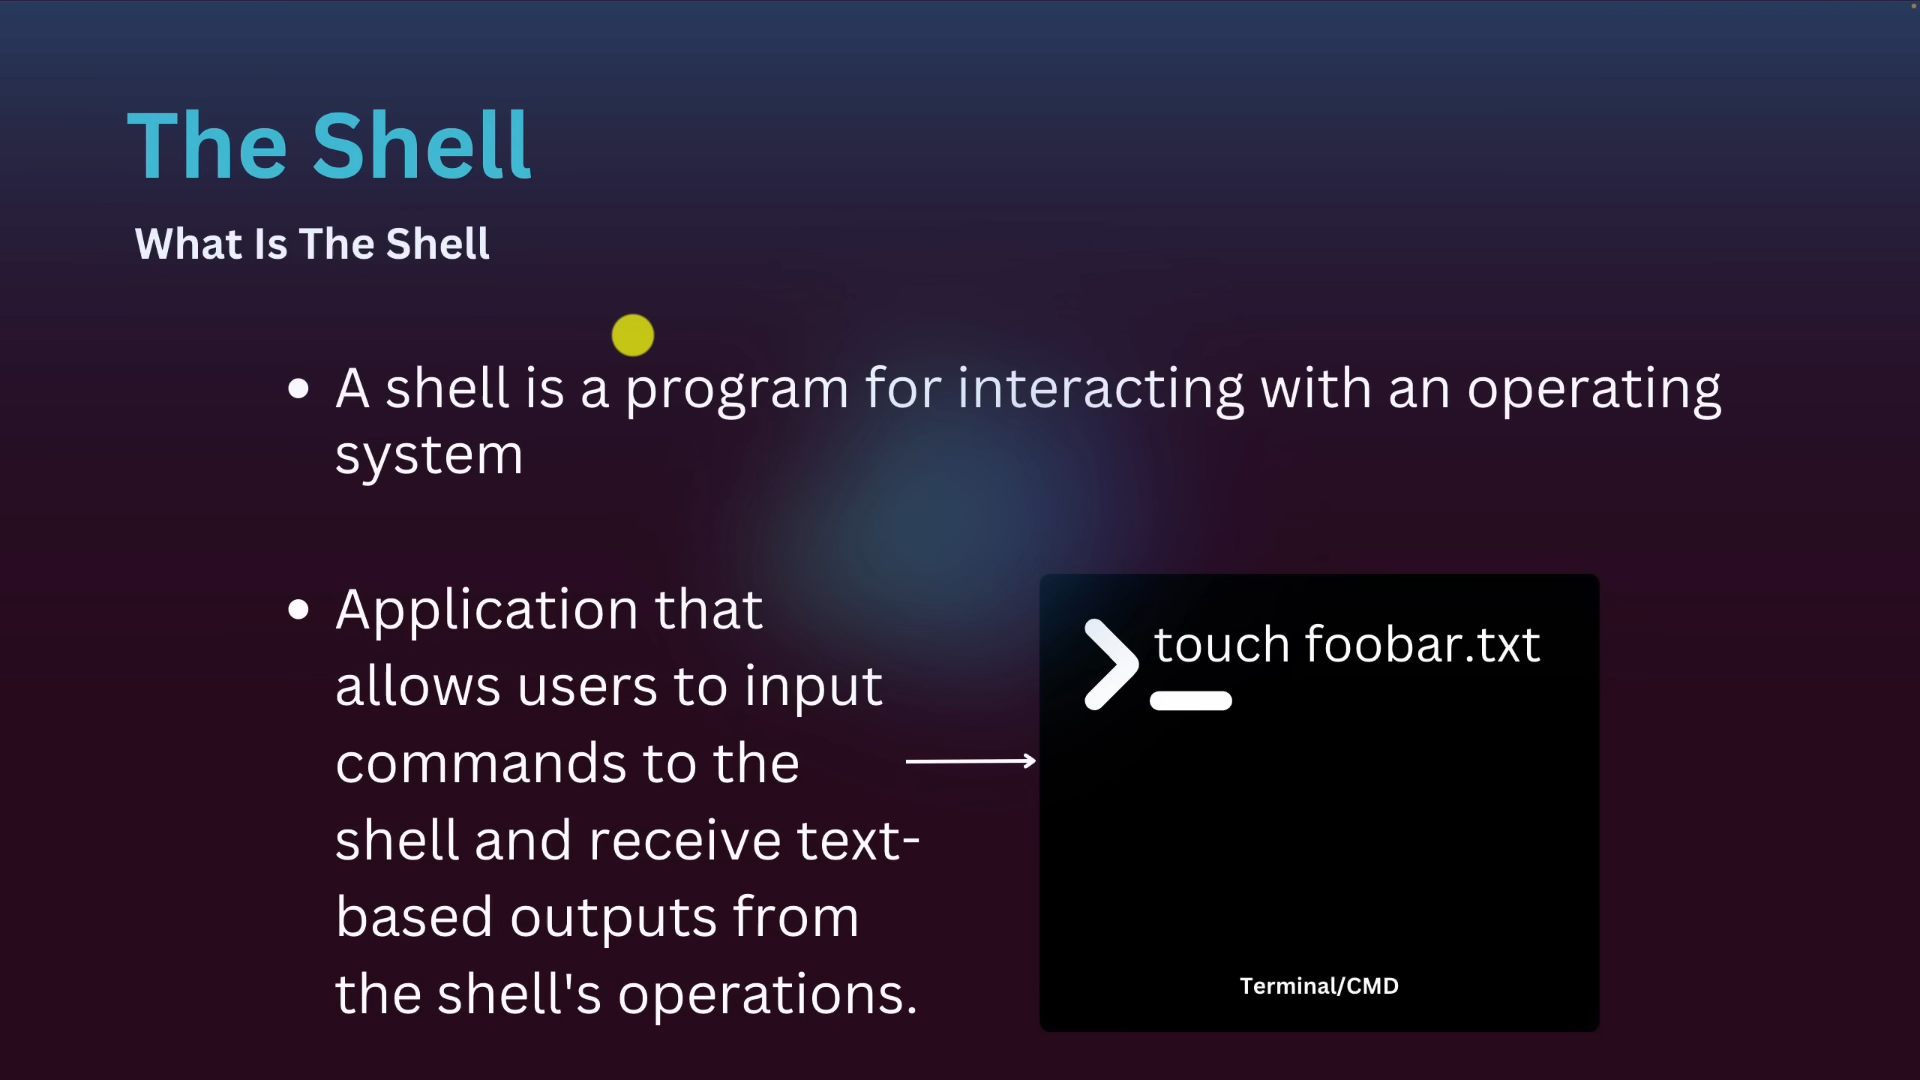 The Shell
What Is The Shell
• A shell is a program for interacting with an operating
system
• Application that
allows users to input
commands to the
shell and receive text-
based outputs from
the shell's operations.
touch foobar.txt
Terminal/CMD